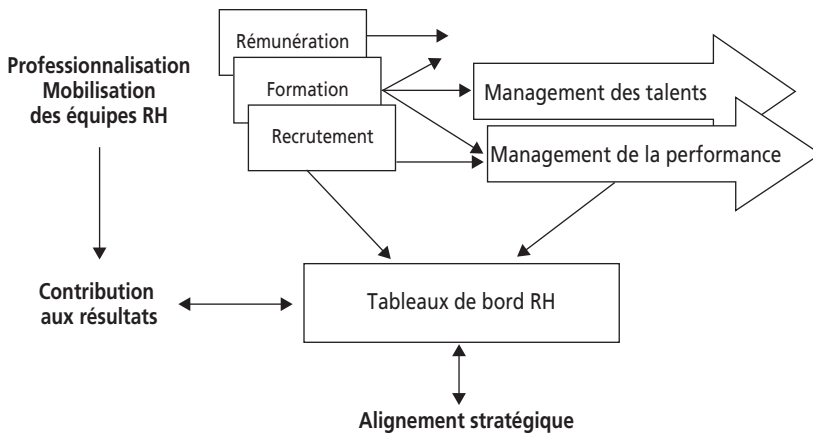 Professionnalisation
Mobilisation
des équipes RH
Rémunération
Formation
Recrutement
Management des talents
Management de la performance
Contribution
aux résultats
Tableaux de bord RH
Alignement stratégique